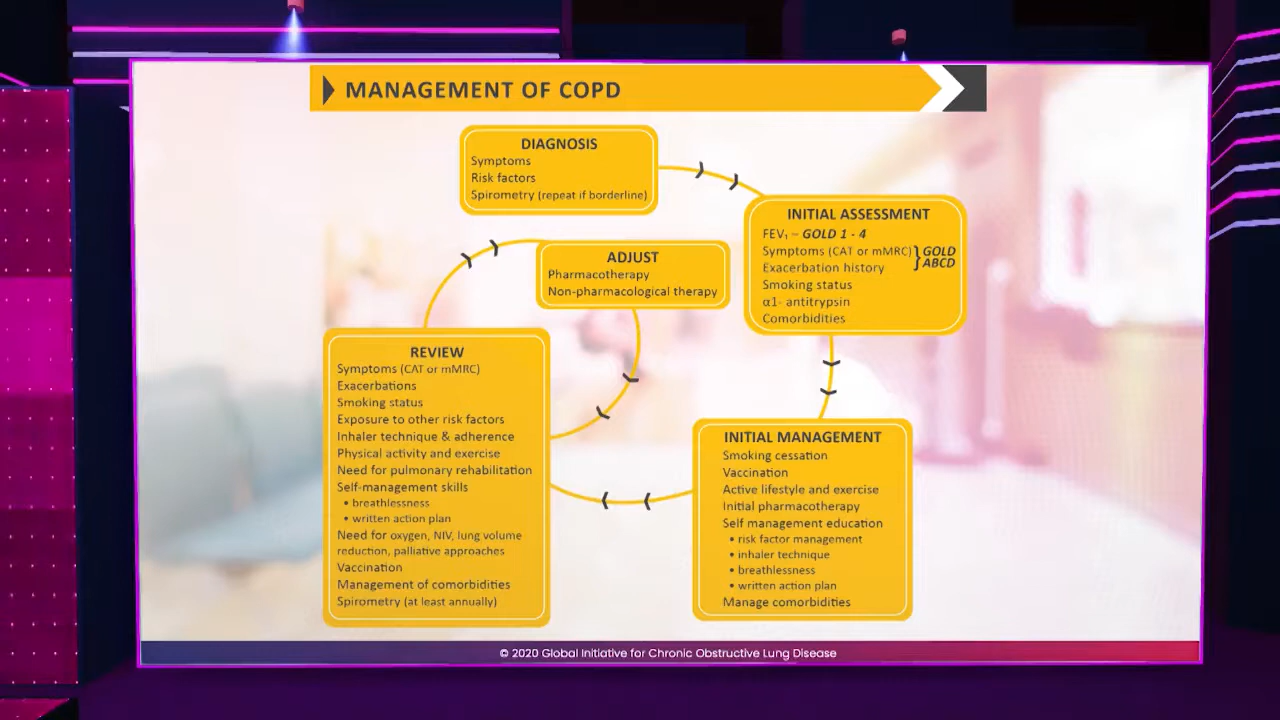 MANAGEMENT OF COPD
DIAGNOSIS
Symptoms
Risk factors
Spirometry (repeat if borderline)
INITIAL ASSESSMENT
FEV₁ – GOLD 1 - 4
Symptoms (CAT or mMRC)
Exacerbation history
} GOLD
ABCD
Smoking status
α1- antitrypsin
Comorbidities
ADJUST
Pharmacotherapy
Non-pharmacological therapy
REVIEW
Symptoms (CAT or mMRC)
Exacerbations
Smoking status
Exposure to other risk factors
Inhaler technique & adherence
Physical activity and exercise
Need for pulmonary rehabilitation
Self-management skills
• breathlessness
• written action plan
Need for oxygen, NIV, lung volume
reduction, palliative approaches
Vaccination
Management of comorbidities
Spirometry (at least annually)
INITIAL MANAGEMENT
Smoking cessation
Vaccination
Active lifestyle and exercise
Initial pharmacotherapy
Self management education
• risk factor management
• inhaler technique
• breathlessness
• written action plan
Manage comorbidities
© 2020 Global Initiative for Chronic Obstructive Lung Disease